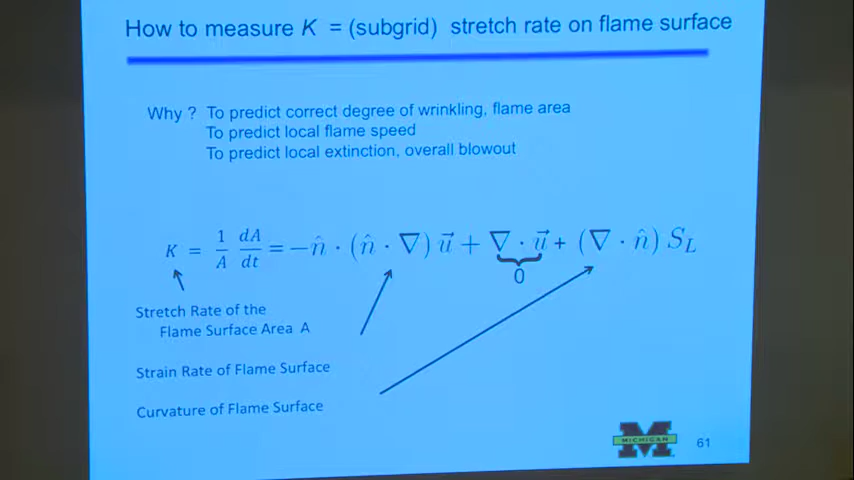 How to measure K = (subgrid) stretch rate on flame surface
Why ? To predict correct degree of wrinkling, flame area
To predict local flame speed
To predict local extinction, overall blowout
K = 1/A dA/dt = −n̂ · (n̂ · ∇) u⃗ + ∇ · u⃗ + (∇ · n̂) S_L
0
Stretch Rate of the
Flame Surface Area A
Strain Rate of Flame Surface
Curvature of Flame Surface
MICHIGAN
61